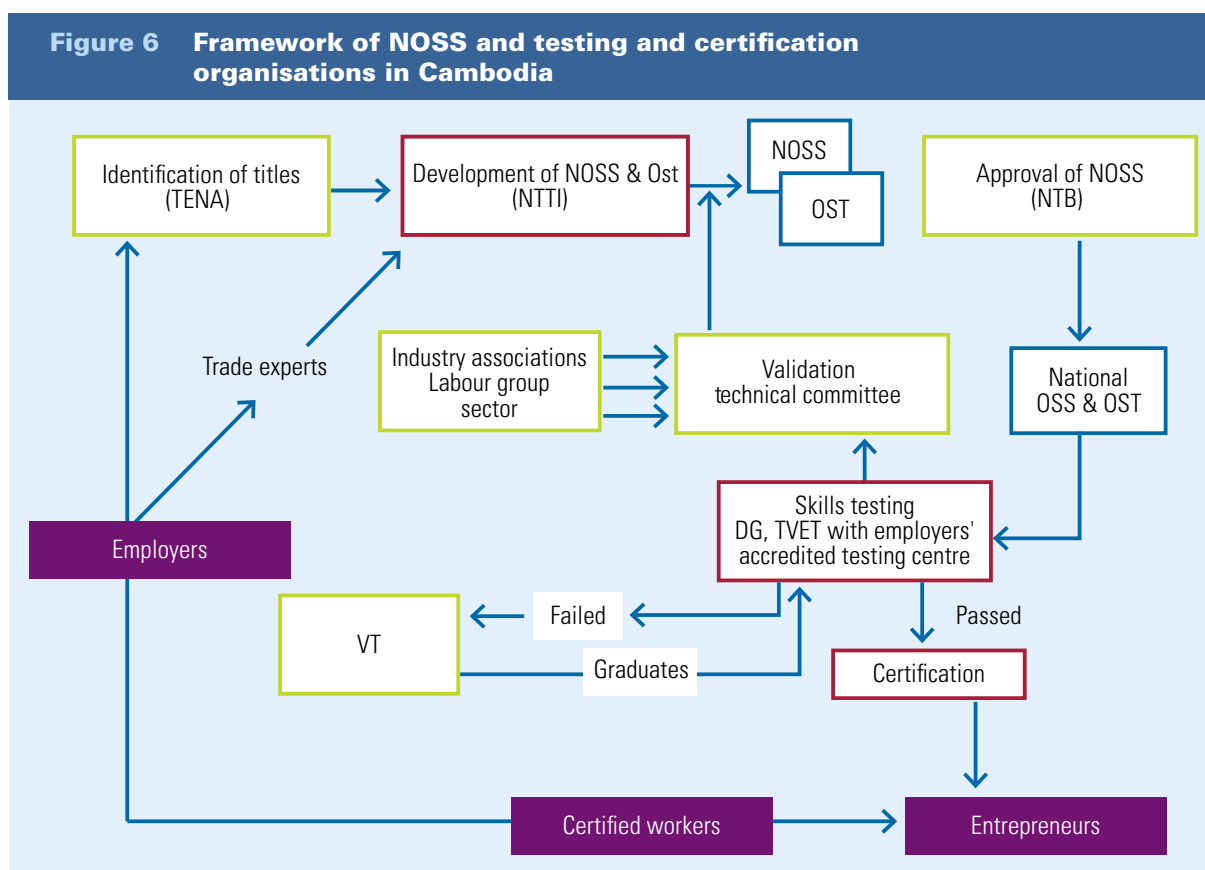 Figure 6 Framework of NOSS and testing and certification
organisations in Cambodia
Identification of titles
(TENA)
Development of NOSS & Ost
(NTTI)
NOSS
OST
Approval of NOSS
(NTB)
Trade experts
Industry associations
Labour group
sector
Validation
technical committee
National
OSS & OST
Employers
Skills testing
DG, TVET with employers'
accredited testing centre
VT
Failed
Graduates
Passed
Certification
Certified workers
Entrepreneurs